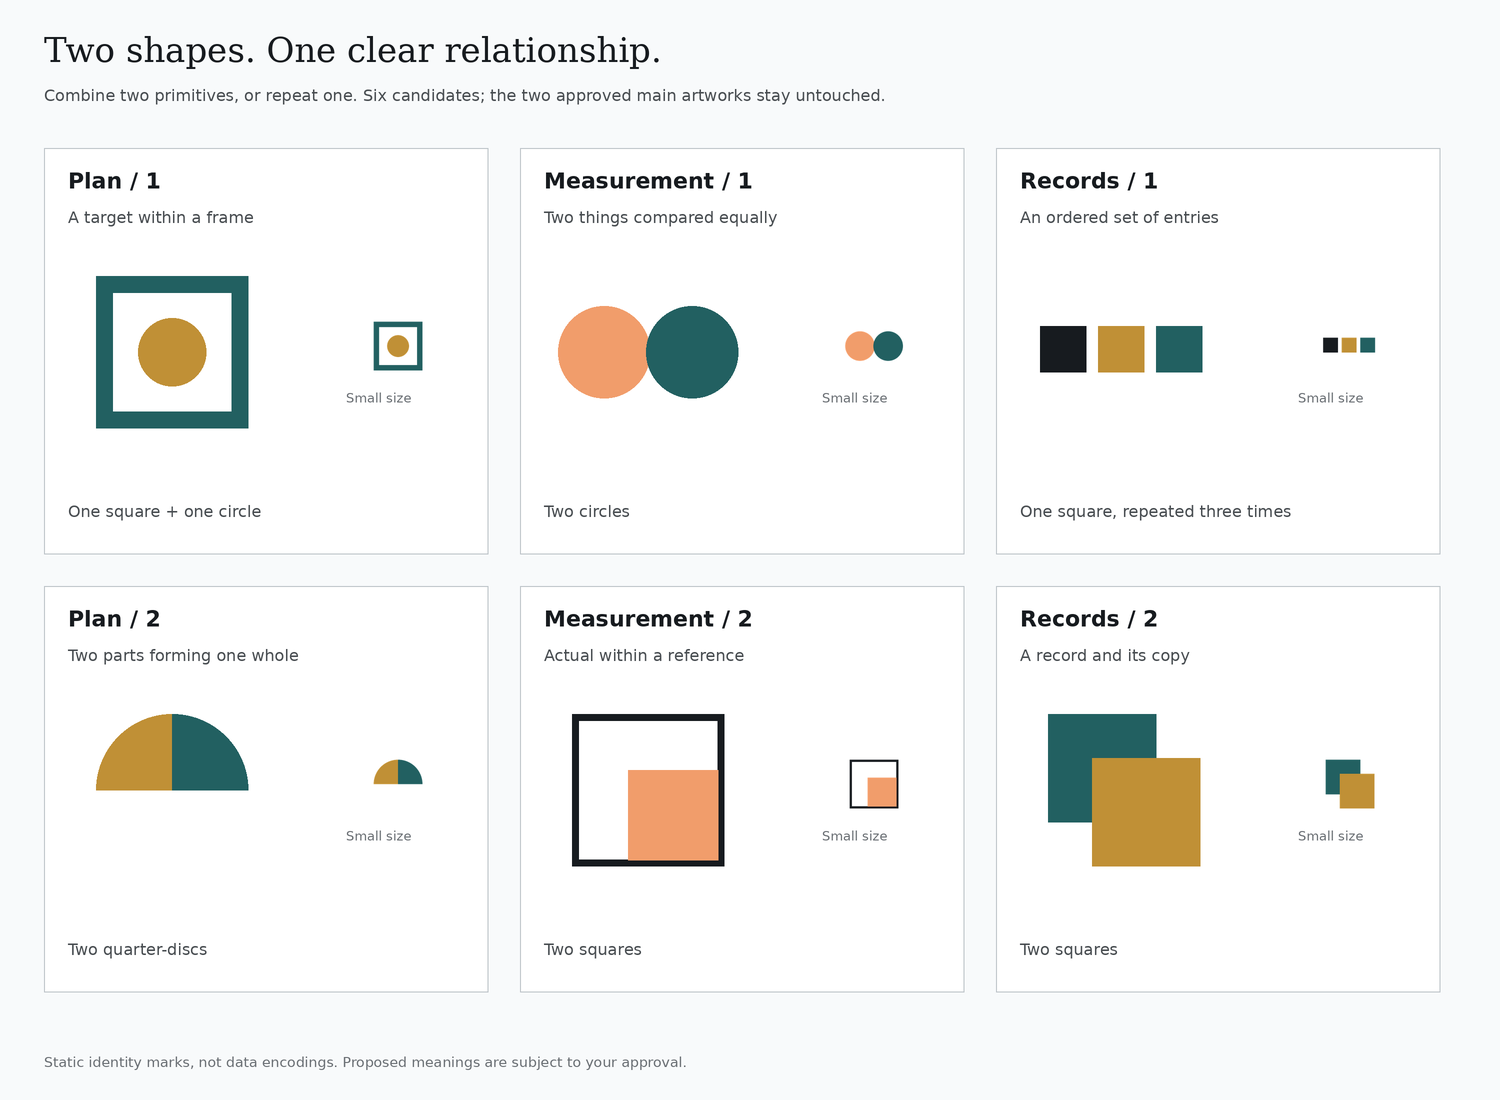 Two shapes. One clear relationship.
Combine two primitives, or repeat one. Six candidates; the two approved main artworks stay untouched.
Plan / 1
A target within a frame
Small size
One square + one circle
Measurement / 1
Two things compared equally
Small size
Two circles
Records / 1
An ordered set of entries
Small size
One square, repeated three times
Plan / 2
Two parts forming one whole
Small size
Two quarter-discs
Measurement / 2
Actual within a reference
Small size
Two squares
Records / 2
A record and its copy
Small size
Two squares
Static identity marks, not data encodings. Proposed meanings are subject to your approval.